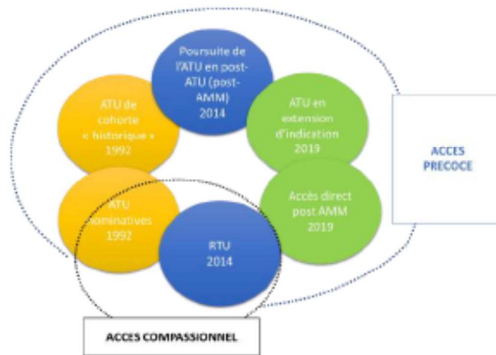 Poursuite de
l'ATU en post-
ATU (post-
AMM)
2014
ATU de
cohorte
« historique »
1992
ATU en
extension
d'indication
2019
ACCES
PRECOCE
ATU
nominatives
1992
Accès direct
post AMM
2019
RTU
2014
ACCES COMPASSIONNEL